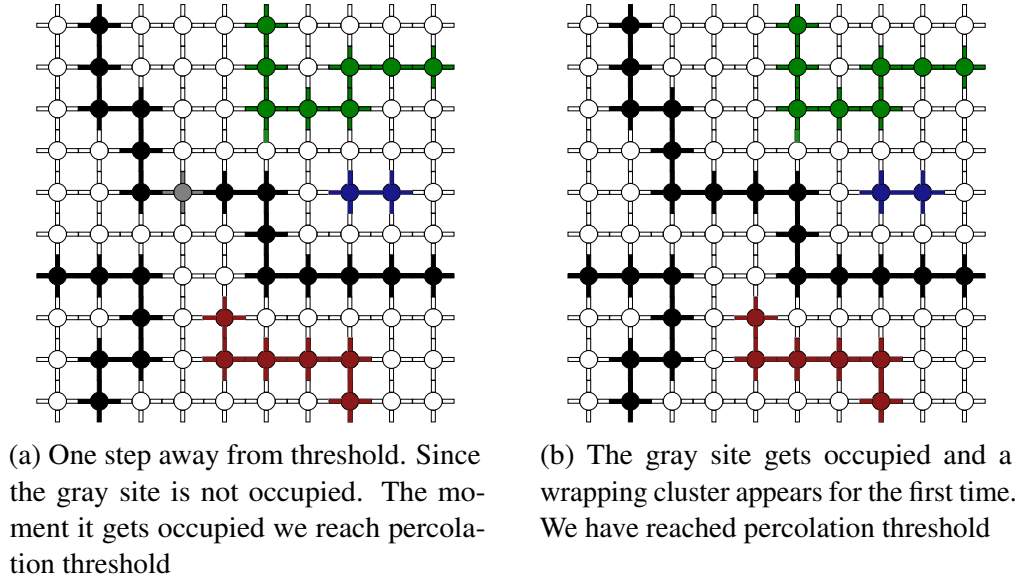 (a) One step away from threshold. Since
the gray site is not occupied. The mo-
ment it gets occupied we reach percola-
tion threshold
(b) The gray site gets occupied and a
wrapping cluster appears for the first time.
We have reached percolation threshold